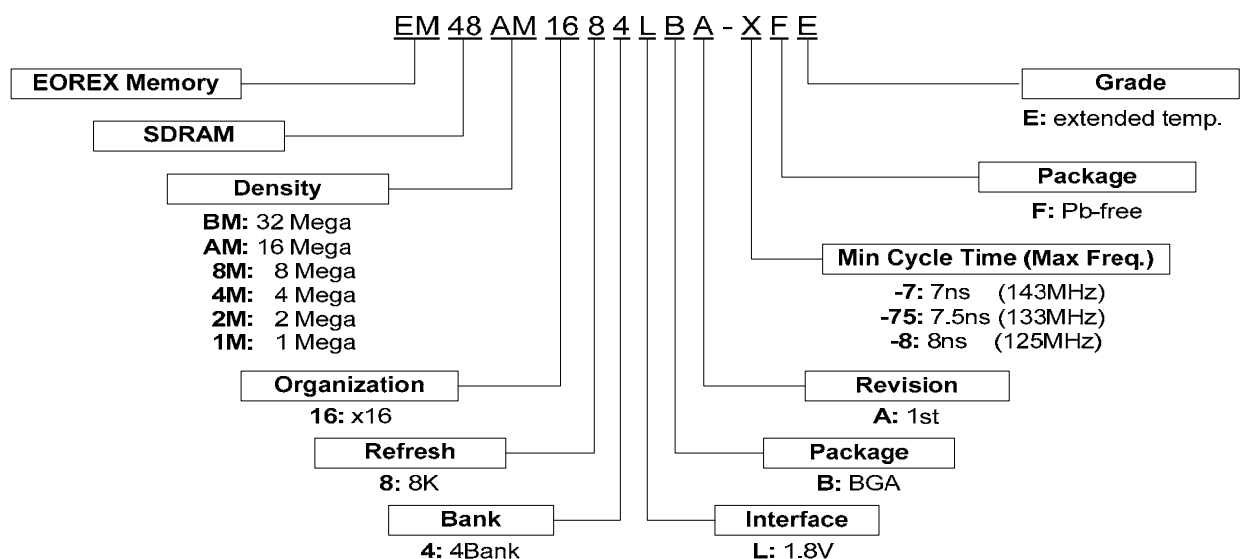 EM 48 AM 16 8 4 L B A - X F E
EOREX Memory
SDRAM
Density
BM: 32 Mega
AM: 16 Mega
8M: 8 Mega
4M: 4 Mega
2M: 2 Mega
1M: 1 Mega
Organization
16: x16
Refresh
8: 8K
Bank
4: 4Bank
Grade
E: extended temp.
Package
F: Pb-free
Min Cycle Time (Max Freq.)
-7: 7ns (143MHz)
-75: 7.5ns (133MHz)
-8: 8ns (125MHz)
Revision
A: 1st
Package
B: BGA
Interface
L: 1.8V